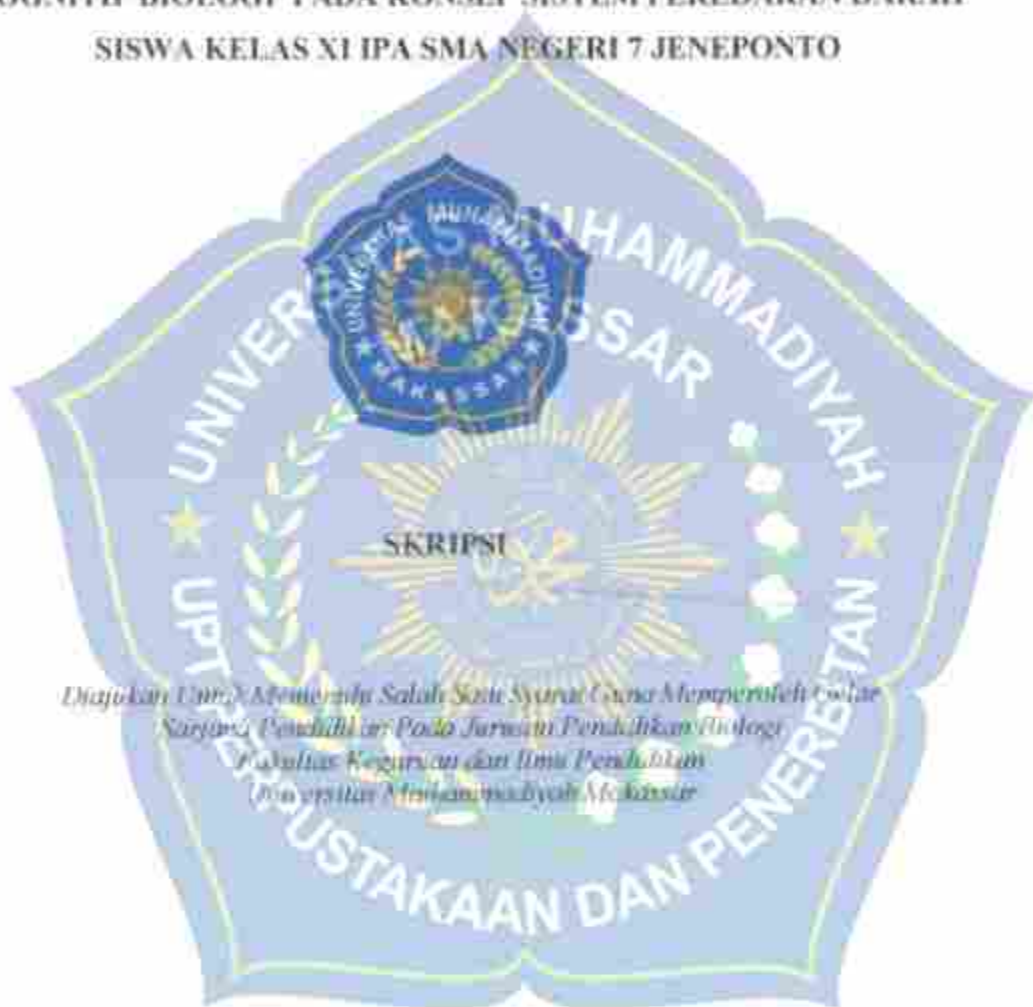 KOGNITIF BIOLOGI PADA KONSEP SISTEM PEREDARAN DARAH
SISWA KELAS XI IPA SMA NEGERI 7 JENEPONTO
UNIVERSITAS MUHAMMADIYAH
MAKASSAR
SKRIPSI
Diajukan Untuk Memenuhi Salah Satu Syarat Guna Memperoleh Gelar
Sarjana Pendidikan Pada Jurusan Pendidikan Biologi
Fakultas Keguruan dan Ilmu Pendidikan
Universitas Muhammadiyah Makassar
UPT PERPUSTAKAAN DAN PENERBITAN